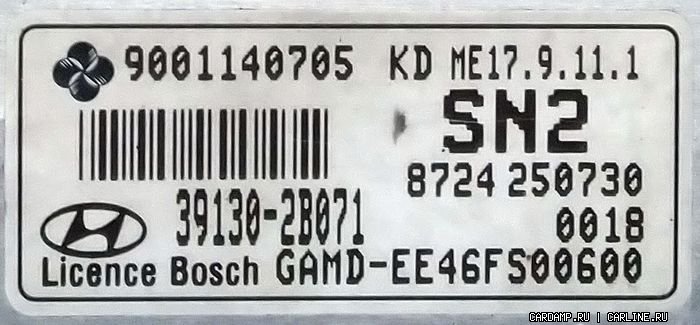 9001140705 KD ME17.9.11.1
SN2
8724 250730
39130-2B071 0018
Licence Bosch GAMD-EE46FS00600
CARDAMP.RU | CARLINE.RU